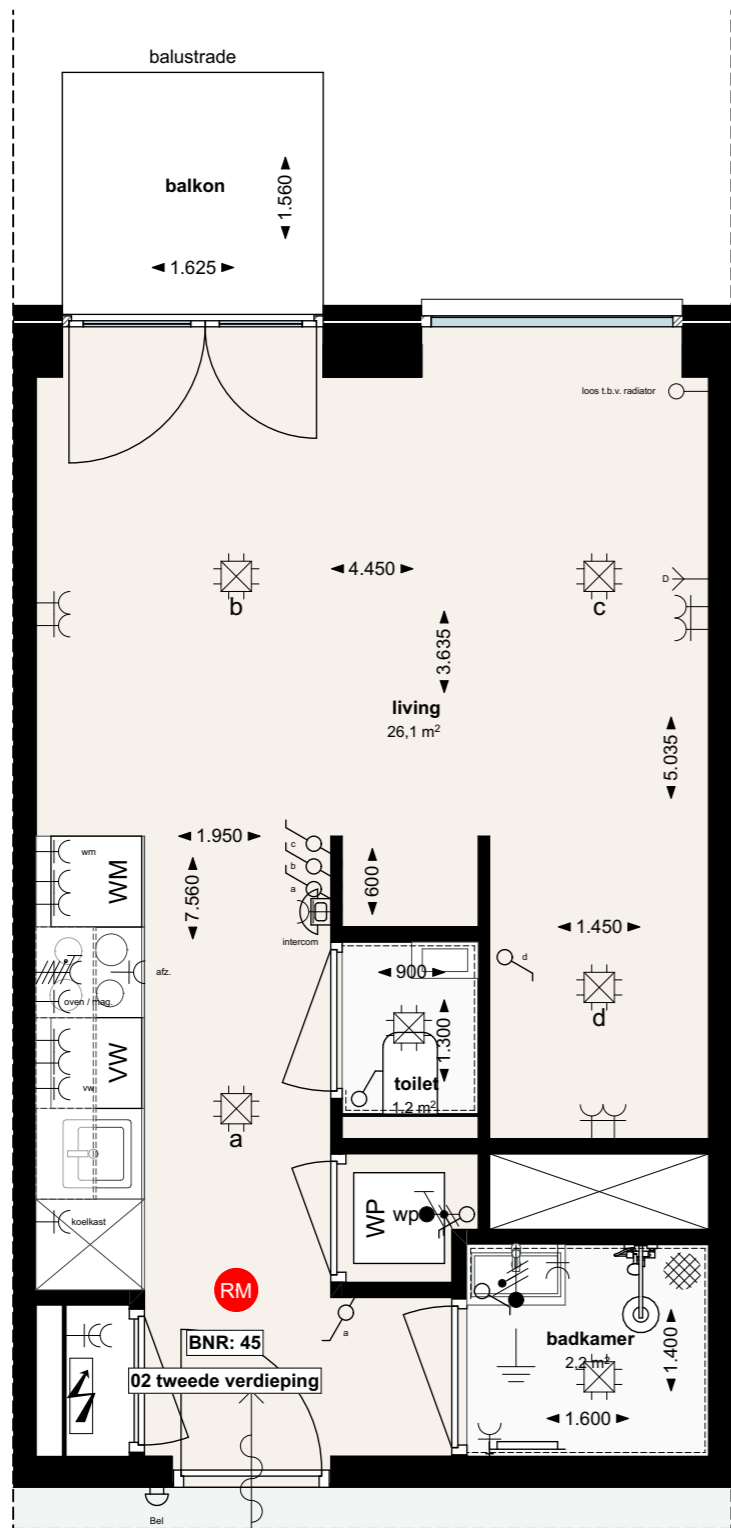 balustrade
balkon
1.560
1.625
loos t.b.v. radiator
4.450
b
c
D
3.635
living
26,1 m²
5.035
1.950
7.560
c
b
a
600
wm
WM
intercom
1.450
900
d
afz.
oven / mag.
1.300
d
VW
vw
toilet
1.2 m²
a
WP
wp
koelkast
RM
a
BNR: 45
badkamer
2,2 m²
1.400
02 tweede verdieping
1.600
Bel